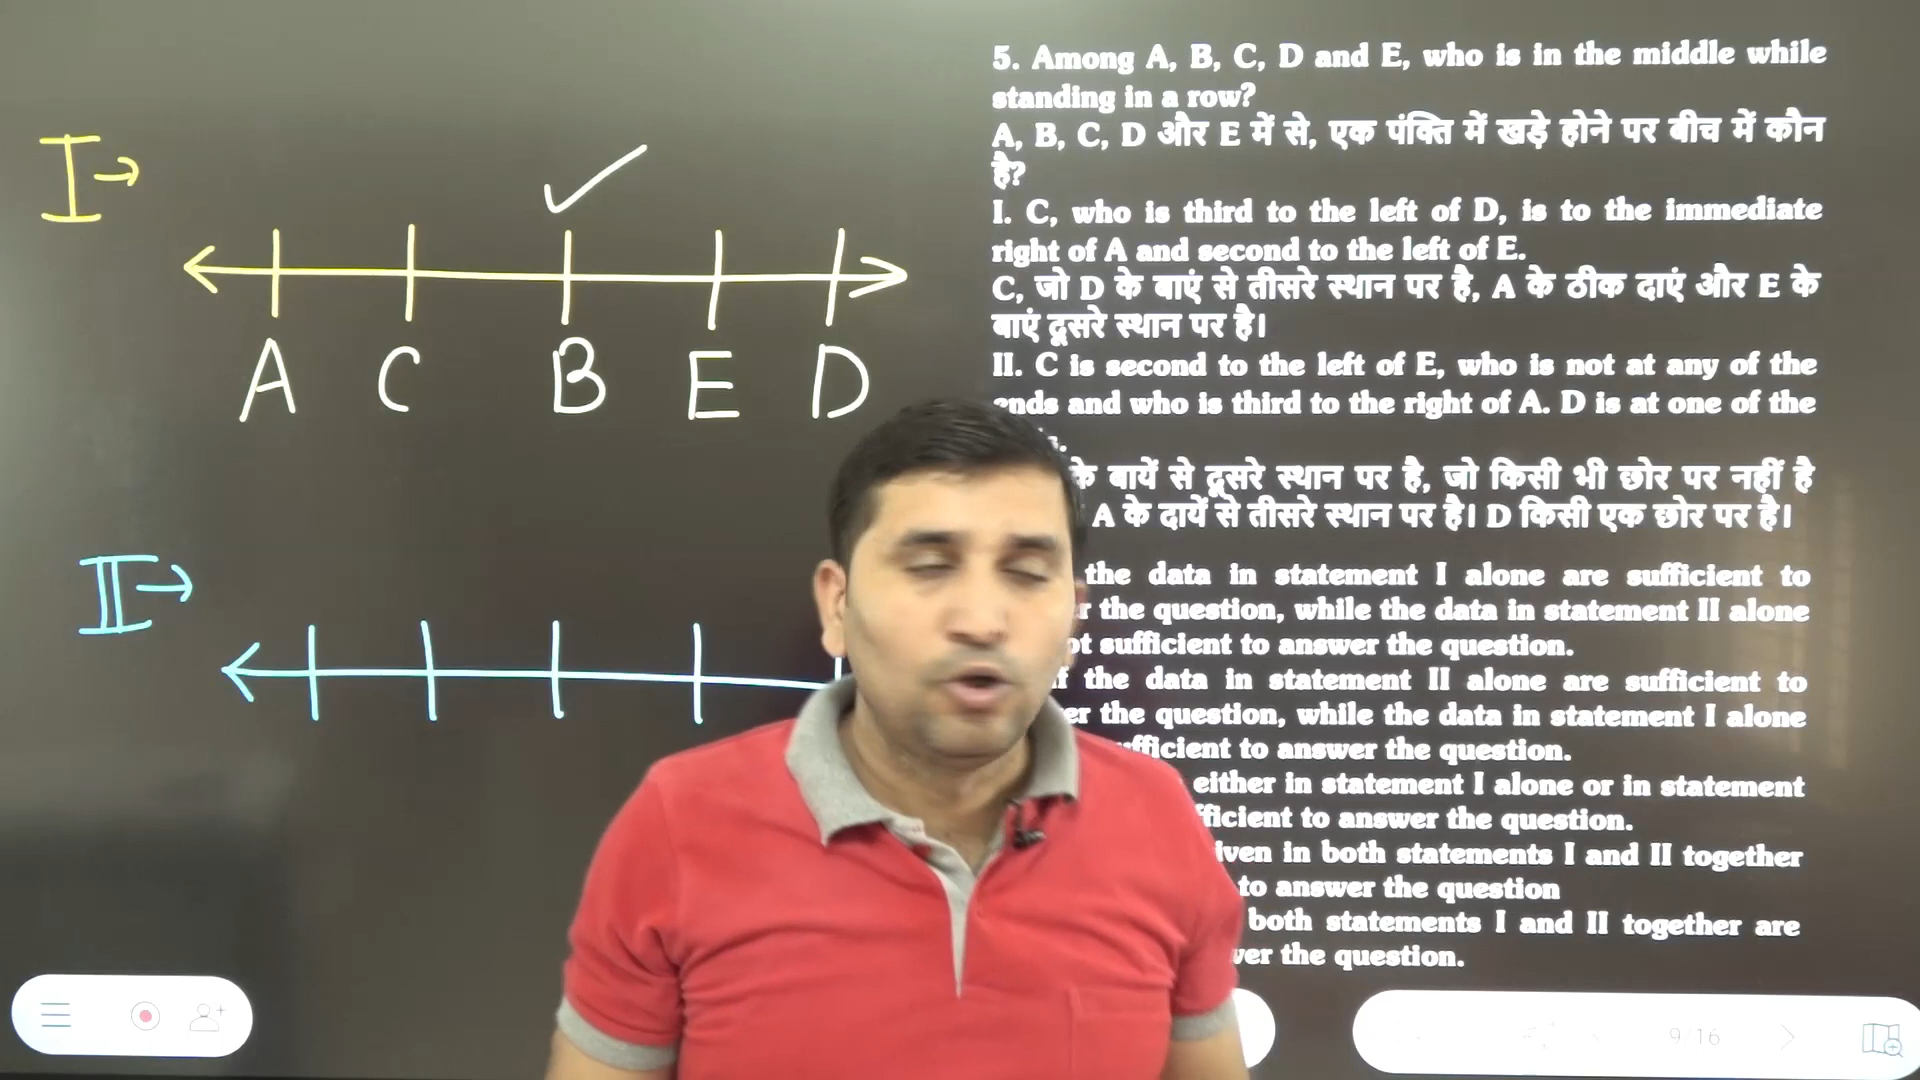 I→
A C B E D
II→
5. Among A, B, C, D and E, who is in the middle while
standing in a row?
A, B, C, D और E में से, एक पंक्ति में खड़े होने पर बीच में कौन
है?
I. C, who is third to the left of D, is to the immediate
right of A and second to the left of E.
C, जो D के बाएं से तीसरे स्थान पर है, A के ठीक दाएं और E के
बाएं दूसरे स्थान पर है।
II. C is second to the left of E, who is not at any of the
ends and who is third to the right of A. D is at one of the
के बायें से दूसरे स्थान पर है, जो किसी भी छोर पर नहीं है
A के दायें से तीसरे स्थान पर है। D किसी एक छोर पर है।
the data in statement I alone are sufficient to
the question, while the data in statement II alone
sufficient to answer the question.
the data in statement II alone are sufficient to
the question, while the data in statement I alone
to answer the question.
either in statement I alone or in statement
to answer the question.
in both statements I and II together
to answer the question
both statements I and II together are
the question.
9/16